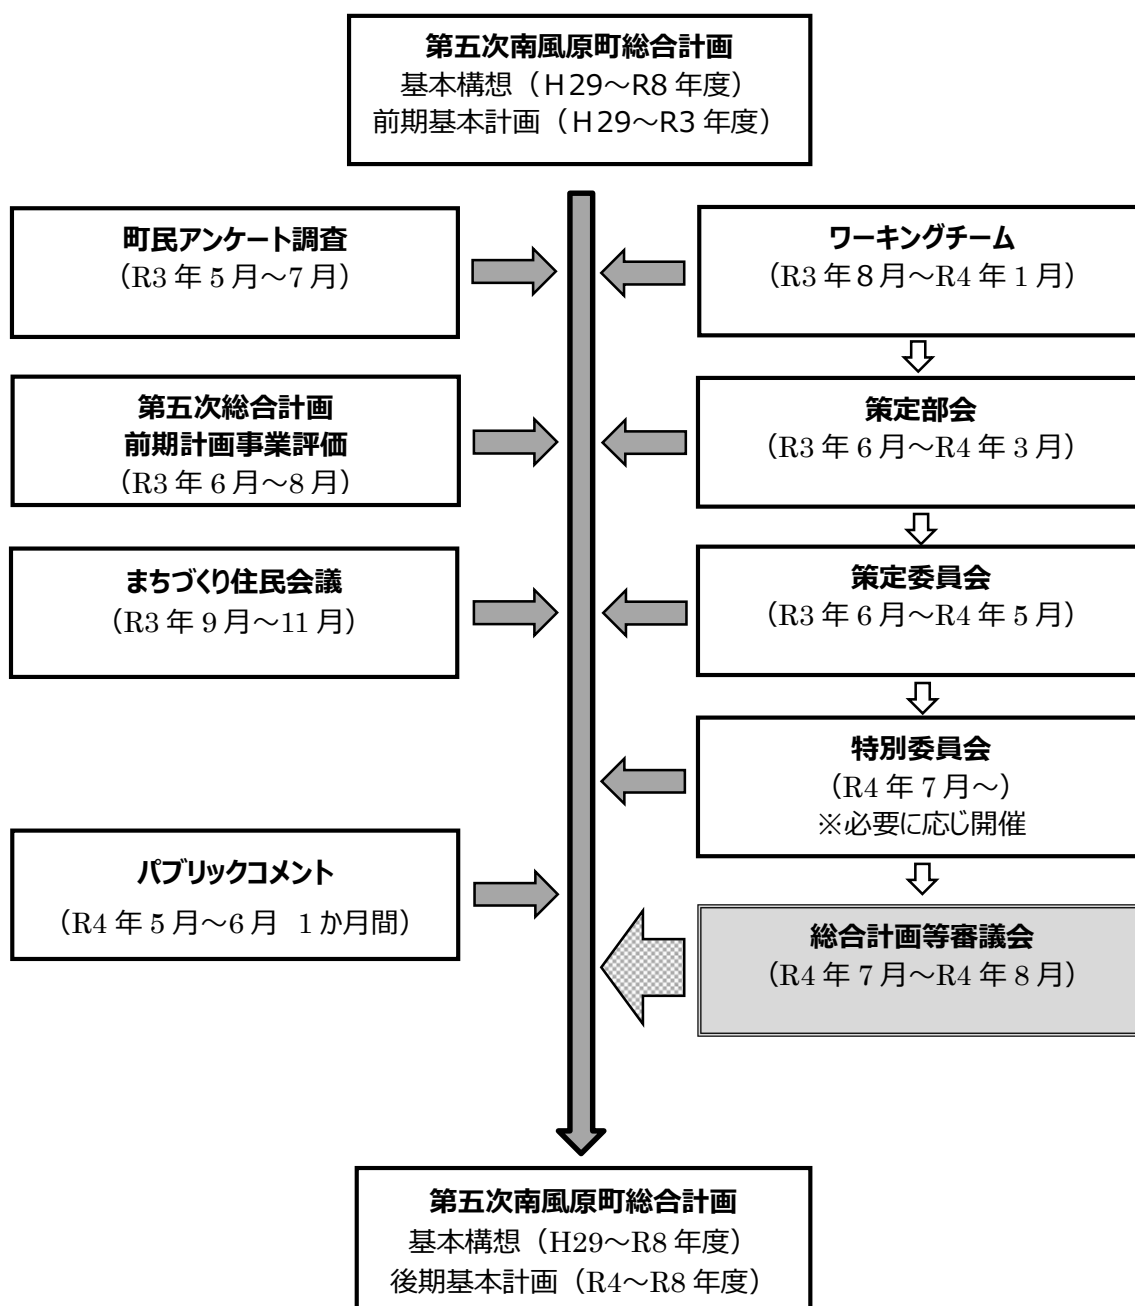 第五次南風原町総合計画
基本構想（H29～R8 年度）
前期基本計画（H29～R3 年度）
町民アンケート調査
（R3 年 5 月～7 月）
第五次総合計画
前期計画事業評価
（R3 年 6 月～8 月）
まちづくり住民会議
（R3 年 9 月～11 月）
パブリックコメント
（R4 年 5 月～6 月 1 か月間）
ワーキングチーム
（R3 年 8 月～R4 年 1 月）
策定部会
（R3 年 6 月～R4 年 3 月）
策定委員会
（R3 年 6 月～R4 年 5 月）
特別委員会
（R4 年 7 月～）
※必要に応じ開催
総合計画等審議会
（R4 年 7 月～R4 年 8 月）
第五次南風原町総合計画
基本構想（H29～R8 年度）
後期基本計画（R4～R8 年度）